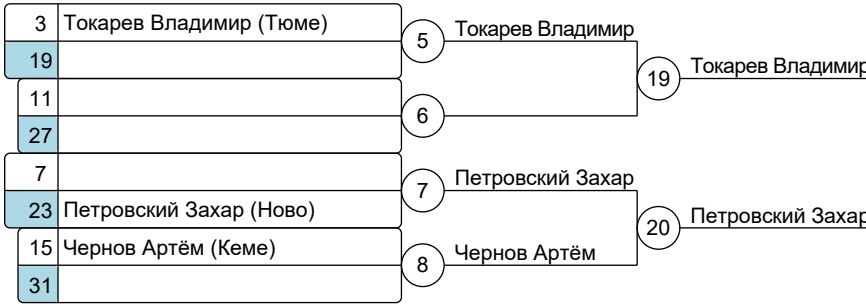 3 Токарев Владимир (Тюме)
19
5 Токарев Владимир
19 Токарев Владимир
11
27
6
7
23 Петровский Захар (Ново)
7 Петровский Захар
20 Петровский Захар
15 Чернов Артём (Кеме)
31
8 Чернов Артём